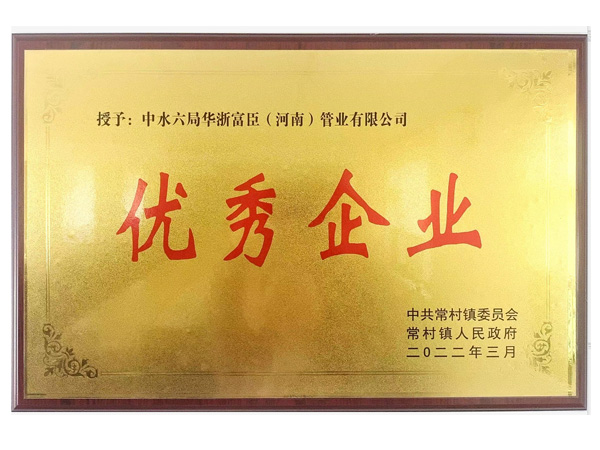 授予：中水六局华浙富臣（河南）管业有限公司
优秀企业
中共常村镇委员会
常村镇人民政府
二0二二年三月